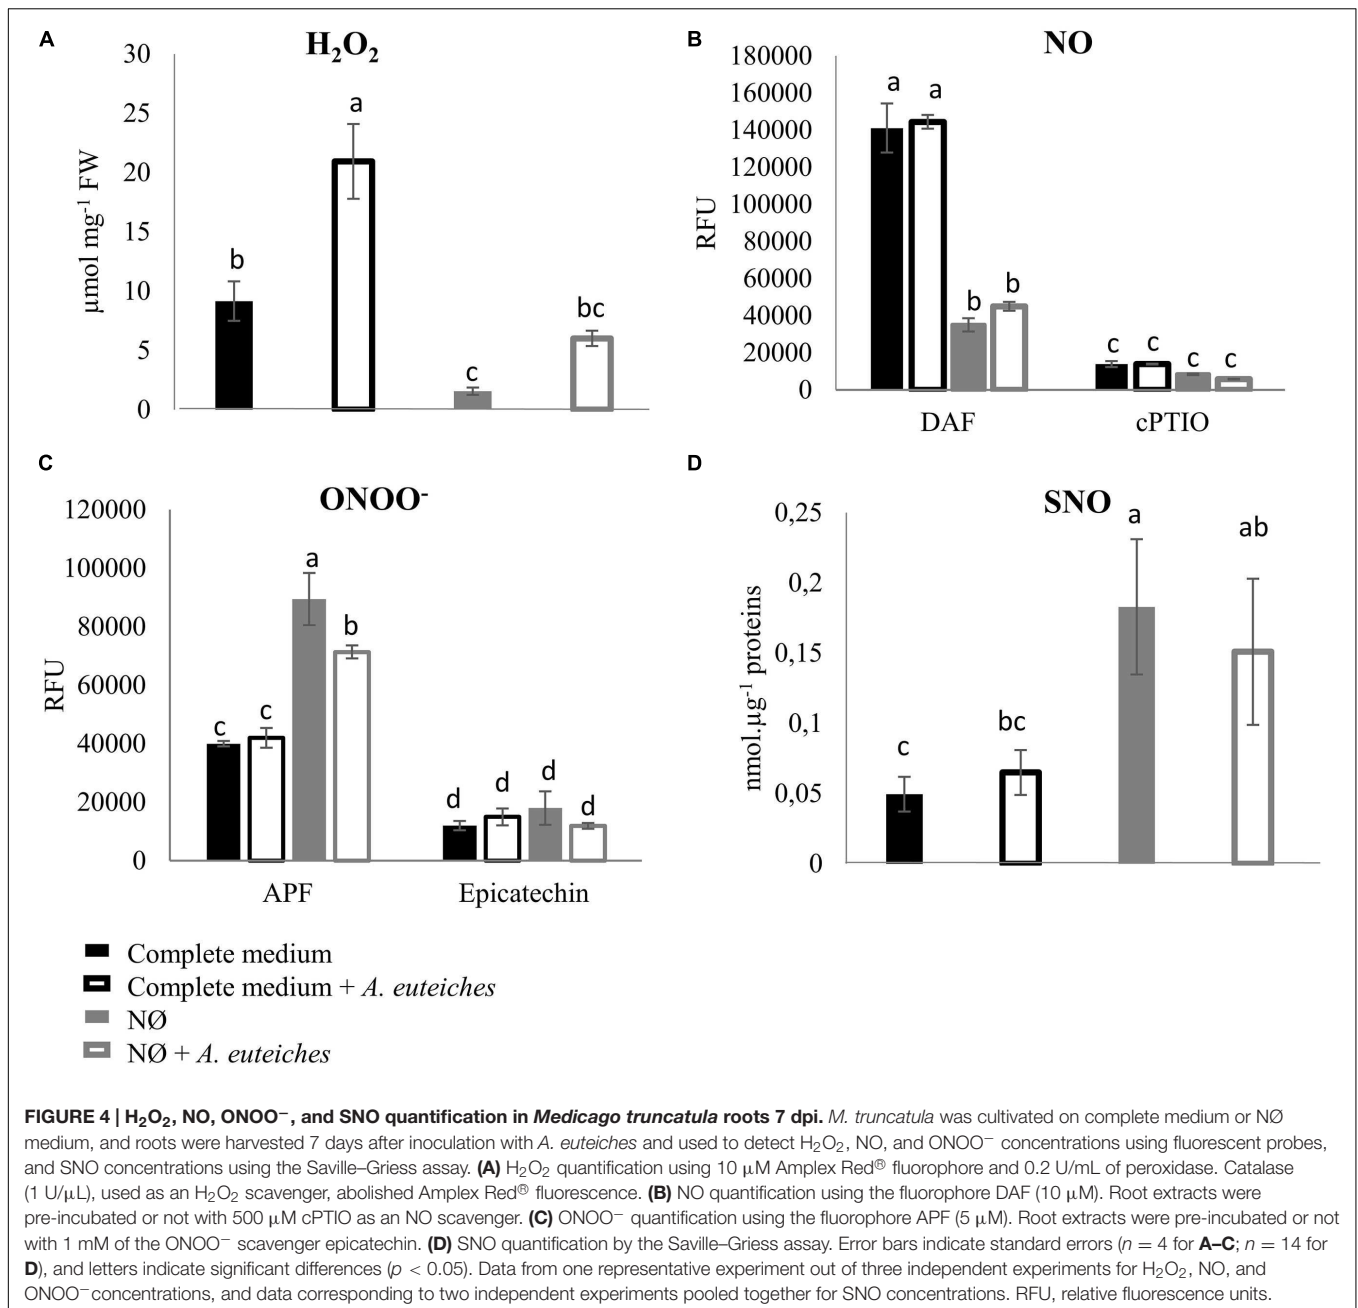 A
H₂O₂
30
25
20
15
10
5
0
µmol mg⁻¹ FW
b
a
c
bc
B
NO
180000
160000
140000
120000
100000
80000
60000
40000
20000
0
RFU
a
a
b
b
c
c
c
c
DAF
cPTIO
C
ONOO⁻
120000
100000
80000
60000
40000
20000
0
RFU
c
c
a
b
d
d
d
d
APF
Epicatechin
D
SNO
0,25
0,2
0,15
0,1
0,05
0
nmol.µg⁻¹ proteins
c
bc
a
ab
Complete medium
Complete medium + A. euteiches
NØ
NØ + A. euteiches
FIGURE 4 | H₂O₂, NO, ONOO⁻, and SNO quantification in Medicago truncatula roots 7 dpi. M. truncatula was cultivated on complete medium or NØ
medium, and roots were harvested 7 days after inoculation with A. euteiches and used to detect H₂O₂, NO, and ONOO⁻ concentrations using fluorescent probes,
and SNO concentrations using the Saville–Griess assay. (A) H₂O₂ quantification using 10 µM Amplex Red® fluorophore and 0.2 U/mL of peroxidase. Catalase
(1 U/µL), used as an H₂O₂ scavenger, abolished Amplex Red® fluorescence. (B) NO quantification using the fluorophore DAF (10 µM). Root extracts were
pre-incubated or not with 500 µM cPTIO as an NO scavenger. (C) ONOO⁻ quantification using the fluorophore APF (5 µM). Root extracts were pre-incubated or not
with 1 mM of the ONOO⁻ scavenger epicatechin. (D) SNO quantification by the Saville–Griess assay. Error bars indicate standard errors (n = 4 for A–C; n = 14 for
D), and letters indicate significant differences (p < 0.05). Data from one representative experiment out of three independent experiments for H₂O₂, NO, and
ONOO⁻concentrations, and data corresponding to two independent experiments pooled together for SNO concentrations. RFU, relative fluorescence units.